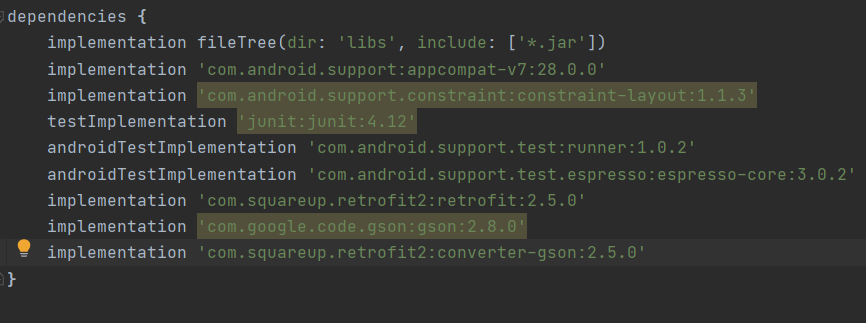 dependencies {
    implementation fileTree(dir: 'libs', include: ['*.jar'])
    implementation 'com.android.support:appcompat-v7:28.0.0'
    implementation 'com.android.support.constraint:constraint-layout:1.1.3'
    testImplementation 'junit:junit:4.12'
    androidTestImplementation 'com.android.support.test:runner:1.0.2'
    androidTestImplementation 'com.android.support.test.espresso:espresso-core:3.0.2'
    implementation 'com.squareup.retrofit2:retrofit:2.5.0'
    implementation 'com.google.code.gson:gson:2.8.0'
    implementation 'com.squareup.retrofit2:converter-gson:2.5.0'
}